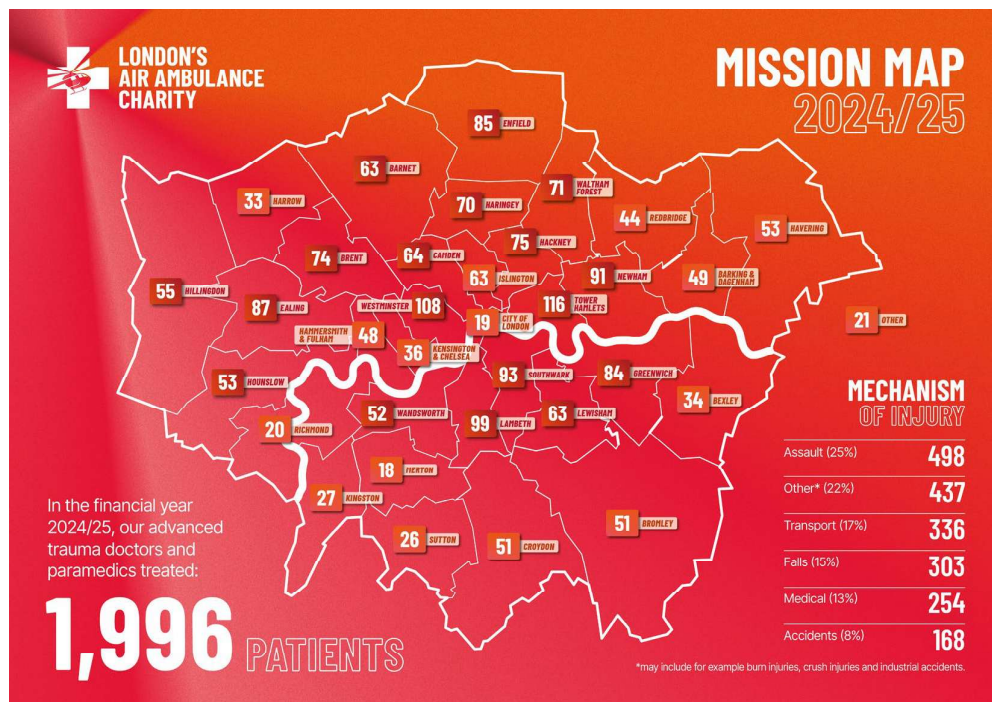 LONDON'S
AIR AMBULANCE
CHARITY
MISSION MAP
2024/25
85 ENFIELD
63 BARNET
71 WALTHAM
FOREST
33 HARROW
70 HARINGEY
44 REDBRIDGE
53 HAVERING
75 HACKNEY
74 BRENT
64 CAMDEN
63 ISLINGTON
91 NEWHAM
49 BARKING &
DAGENHAM
55 HILLINGDON
87 EALING
WESTMINSTER 108
116 TOWER
HAMLETS
19 CITY OF
LONDON
21 OTHER
HAMMERSMITH
& FULHAM 48
36 KENSINGTON
& CHELSEA
53 HOUNSLOW
93 SOUTHWARK
84 GREENWICH
34 BEXLEY
52 WANDSWORTH
99 LAMBETH
63 LEWISHAM
20 RICHMOND
18 MERTON
27 KINGSTON
26 SUTTON
51 CROYDON
51 BROMLEY
MECHANISM
OF INJURY
Assault (25%) 498
Other* (22%) 437
Transport (17%) 336
Falls (15%) 303
Medical (13%) 254
Accidents (8%) 168
*may include for example burn injuries, crush injuries and industrial accidents.
In the financial year
2024/25, our advanced
trauma doctors and
paramedics treated:
1,996 PATIENTS